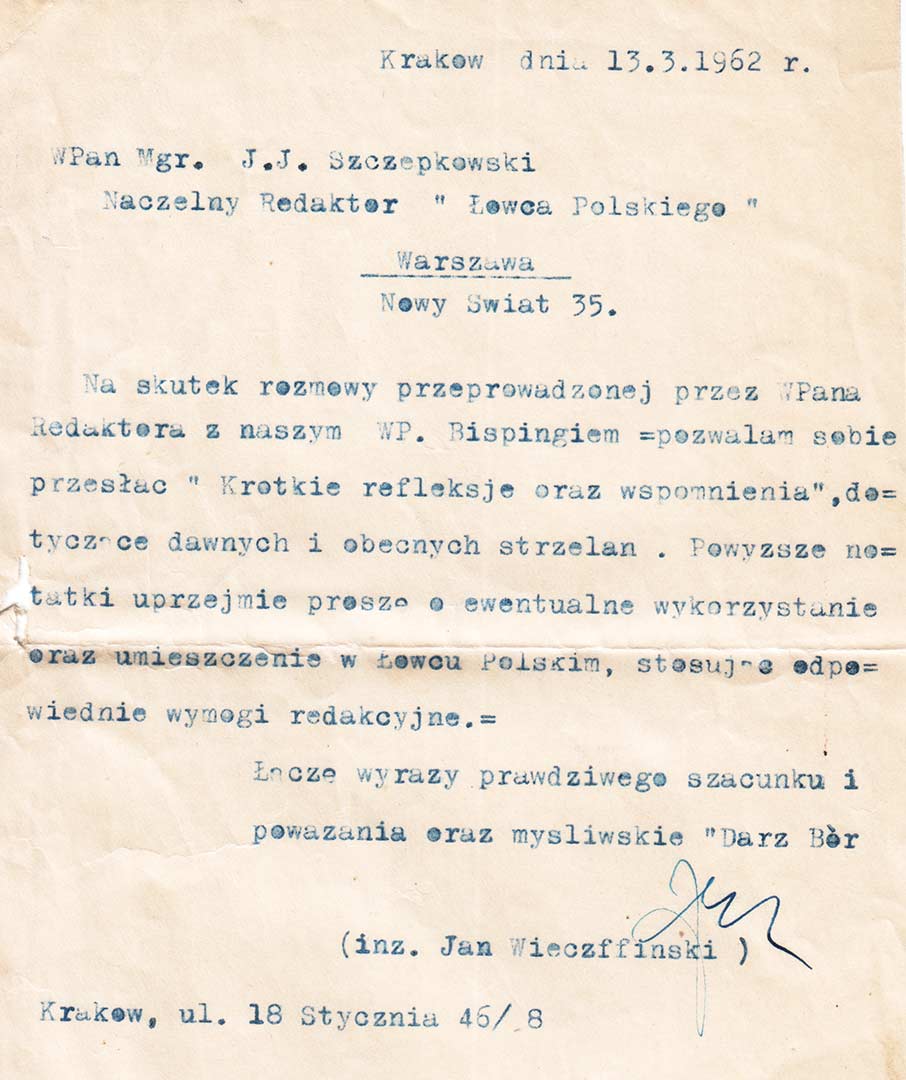 Krakow dnia 13.3.1962 r.
WPan Mgr. J.J. Szczepkowski
Naczelny Redaktor " Łowca Polskiego "
Warszawa
Nowy Swiat 35.
Na skutek rozmowy przeprowadzonej przez WPana
Redaktora z naszym WP. Bispingiem =pozwalam sobie
przesłac " Krotkie refleksje oraz wspomnienia",do=
tyczące dawnych i obecnych strzelan . Powyzsze no=
tatki uprzejmie proszę o ewentualne wykorzystanie
oraz umieszczenie w Łowcu Polskim, stosując odpo=
wiednie wymogi redakcyjne.=
Łączę wyrazy prawdziwego szacunku i
powazania oraz mysliwskie "Darz Bòr
(inz. Jan Wieczffinski )
Krakow, ul. 18 Stycznia 46/ 8